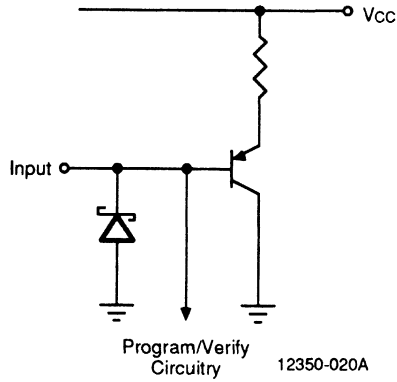 Vcc
Input
Program/Verify
Circuitry
12350-020A